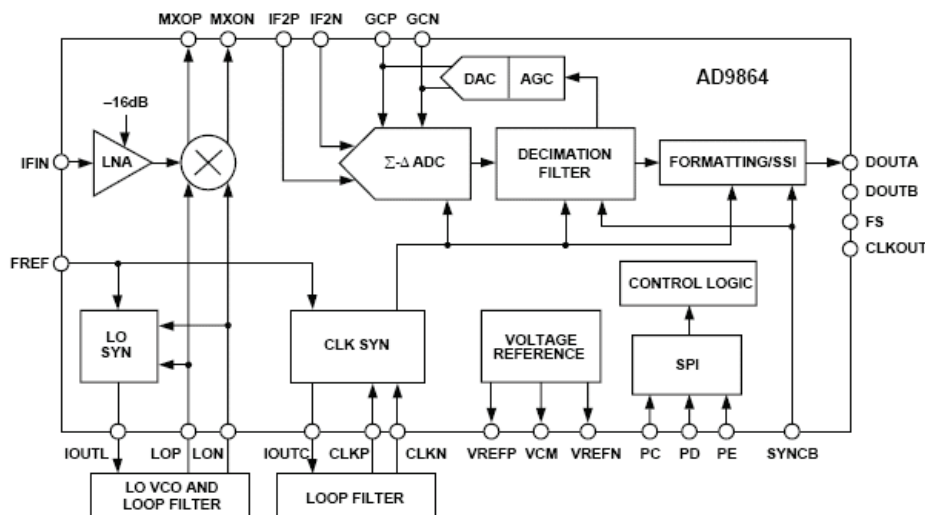 MXOP MXON IF2P IF2N GCP GCN
AD9864
DAC AGC
–16dB
IFIN
LNA
Σ-Δ ADC
DECIMATION
FILTER
FORMATTING/SSI
DOUTA
DOUTB
FS
CLKOUT
FREF
LO
SYN
CLK SYN
VOLTAGE
REFERENCE
CONTROL LOGIC
SPI
IOUTL LOP LON IOUTC CLKP CLKN VREFP VCM VREFN PC PD PE SYNCB
LO VCO AND
LOOP FILTER
LOOP FILTER